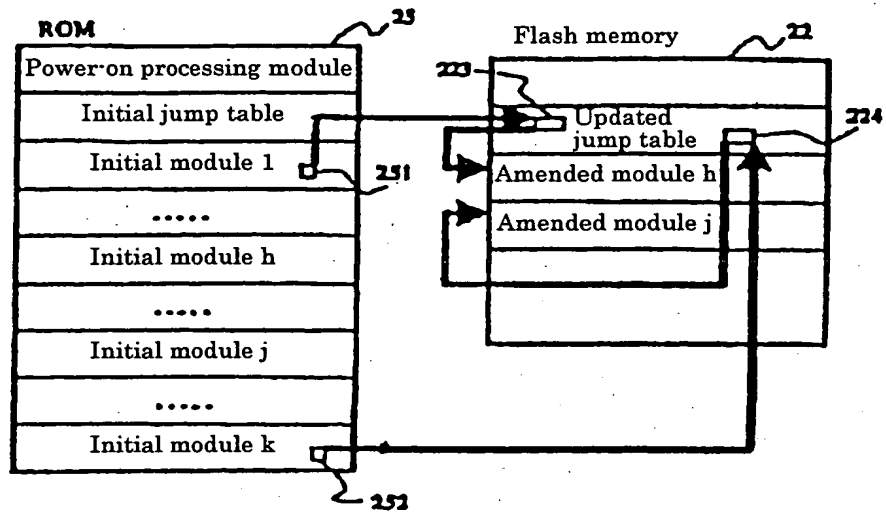 ROM
25
Power-on processing module
Initial jump table
Initial module 1
251
.....
Initial module h
.....
Initial module j
.....
Initial module k
252
Flash memory
22
223
Updated
jump table
224
Amended module h
Amended module j